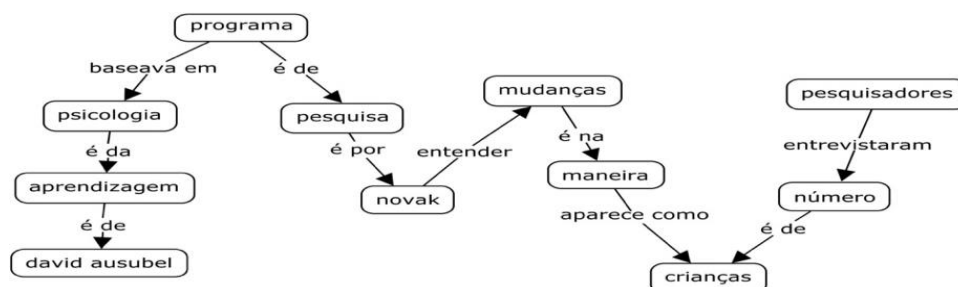 programa
baseava em
é de
mudanças
pesquisadores
psicologia
pesquisa
é da
é por
entender
é na
entrevistaram
aprendizagem
novak
maneira
número
é de
aparece como
é de
david ausubel
crianças